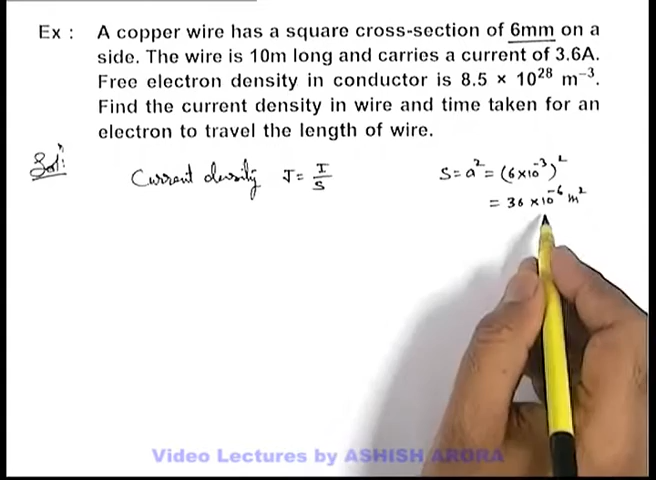 Ex : A copper wire has a square cross-section of 6mm on a
side. The wire is 10m long and carries a current of 3.6A.
Free electron density in conductor is 8.5 × 10²⁸ m⁻³.
Find the current density in wire and time taken for an
electron to travel the length of wire.
Sol: Current density J = I/S S = a² = (6×10⁻³)²
= 36 ×10⁻⁶ m²
Video Lectures by ASHISH ARORA